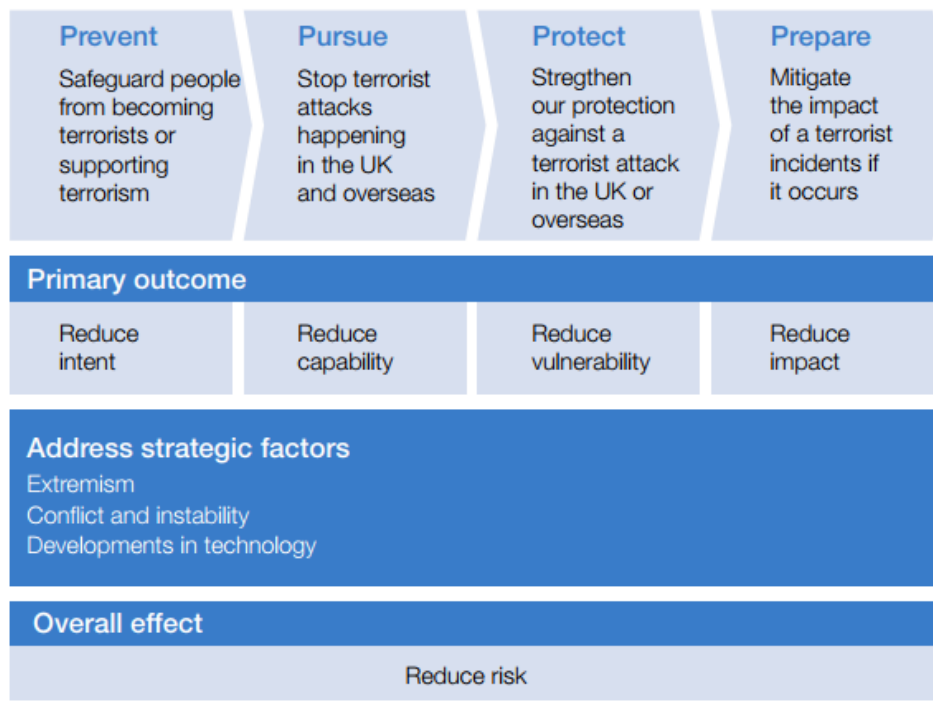 Prevent
Safeguard people
from becoming
terrorists or
supporting
terrorism
Pursue
Stop terrorist
attacks
happening
in the UK
and overseas
Protect
Stregthen
our protection
against a
terrorist attack
in the UK or
overseas
Prepare
Mitigate
the impact
of a terrorist
incidents if
it occurs
Primary outcome
Reduce
intent
Reduce
capability
Reduce
vulnerability
Reduce
impact
Address strategic factors
Extremism
Conflict and instability
Developments in technology
Overall effect
Reduce risk